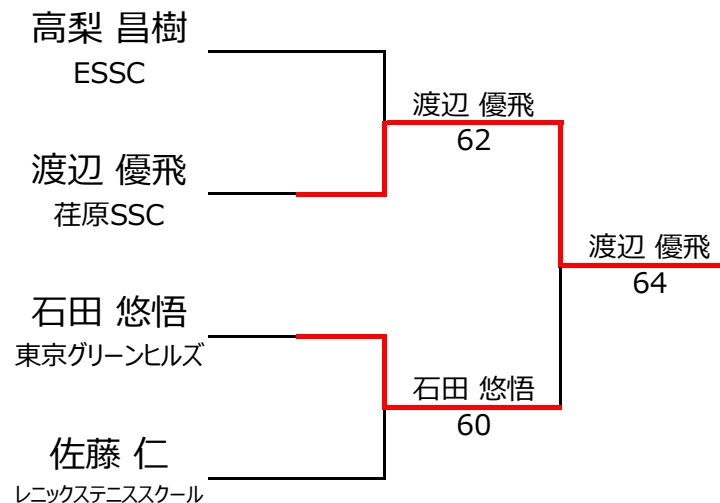 高梨 昌樹
ESSC
渡辺 優飛
62
渡辺 優飛
荏原SSC
渡辺 優飛
64
石田 悠悟
東京グリーンヒルズ
石田 悠悟
60
佐藤 仁
レニックステニススクール